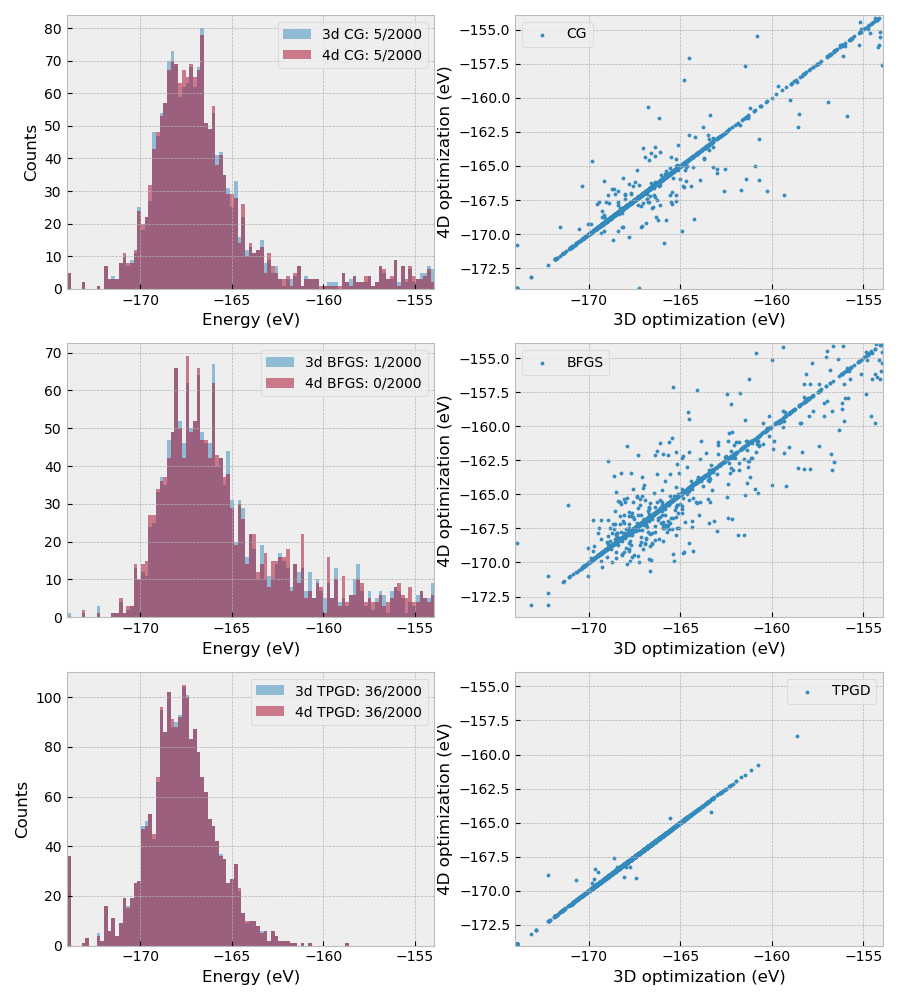 80
70
60
50
40
30
20
10
0
Counts
3d CG: 5/2000
4d CG: 5/2000
−170 −165 −160 −155
Energy (eV)
−155.0
−157.5
−160.0
−162.5
−165.0
−167.5
−170.0
−172.5
4D optimization (eV)
CG
−170 −165 −160 −155
3D optimization (eV)
70
60
50
40
30
20
10
0
3d BFGS: 1/2000
4d BFGS: 0/2000
−170 −165 −160 −155
Energy (eV)
−155.0
−157.5
−160.0
−162.5
−165.0
−167.5
−170.0
−172.5
4D optimization (eV)
BFGS
−170 −165 −160 −155
3D optimization (eV)
100
80
60
40
20
0
Counts
3d TPGD: 36/2000
4d TPGD: 36/2000
−170 −165 −160 −155
Energy (eV)
−155.0
−157.5
−160.0
−162.5
−165.0
−167.5
−170.0
−172.5
4D optimization (eV)
TPGD
−170 −165 −160 −155
3D optimization (eV)